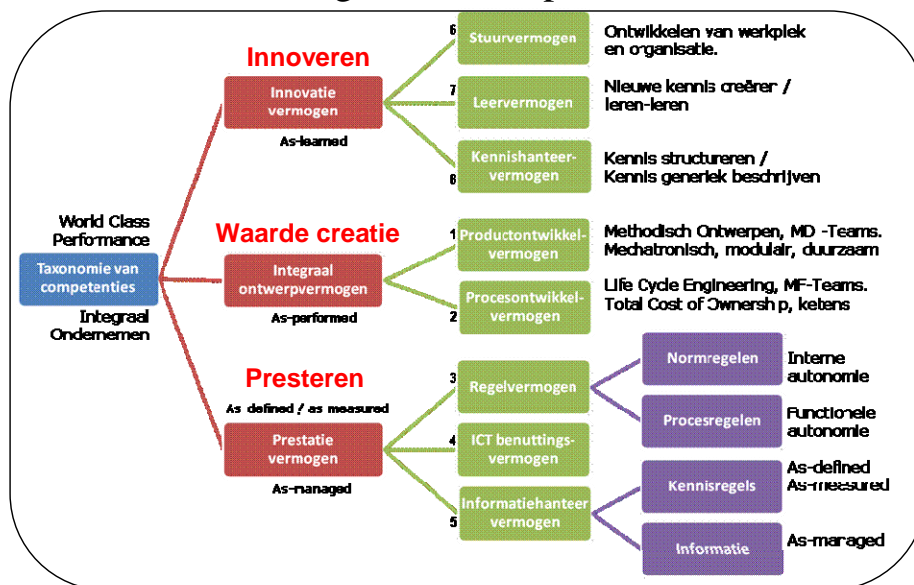 6
Stuurvermogen
Ontwikkelen van werkplek
en organisatie.
Innoveren
Innovatie
vermogen
As-learned
7
Leervermogen
Nieuwe kennis creëren /
leren-leren
Kennishanteer-
vermogen
8
Kennis structureren /
Kennis generiek beschrijven
World Class
Performance
Taxonomie van
competenties
Integraal
Ondernemen
Waarde creatie
Integraal
ontwerpvermogen
As-performed
1
Productontwikkel-
vermogen
Methodisch Ontwerpen, MD -Teams.
Mechatronisch, modulair, duurzaam
Procesontwikkel-
vermogen
2
Life Cycle Engineering, MF-Teams.
Total Cost of Ownership, ketens
Presteren
As defined / as measured
Prestatie
vermogen
As-managed
3
Regelvermogen
Normregelen
Interne
autonomie
Procesregelen
Functionele
autonomie
4
ICT benuttings-
vermogen
Informatiehanteer
vermogen
5
Kennisregels
As-defined
As-measured
Informatie
As-managed